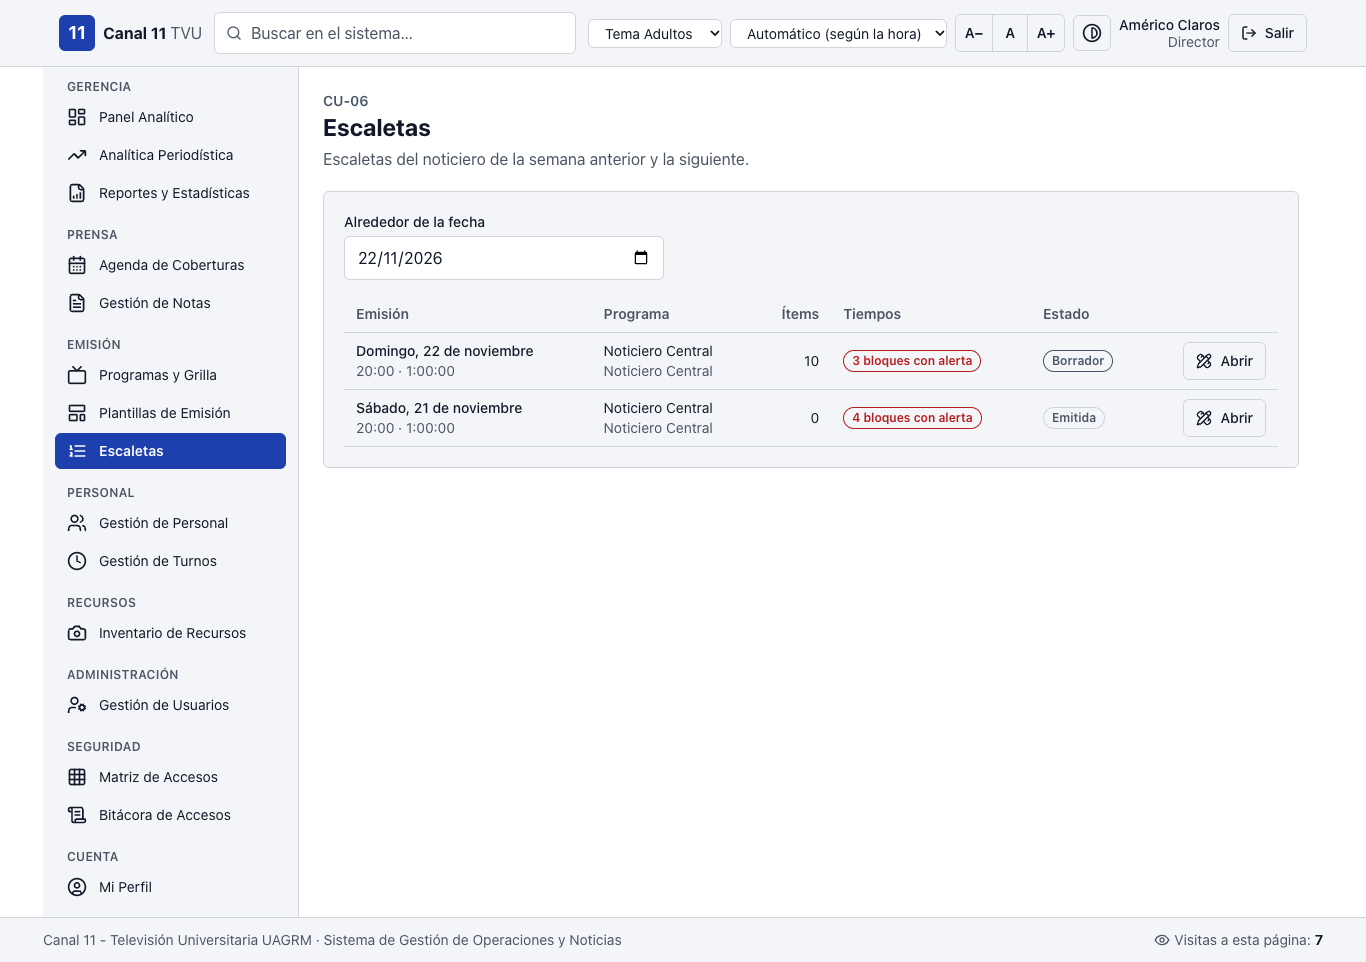 11 Canal 11 TVU
Buscar en el sistema...
Tema Adultos
Automático (según la hora)
A− A A+
Américo Claros
Director
Salir
GERENCIA
Panel Analítico
Analítica Periodística
Reportes y Estadísticas
PRENSA
Agenda de Coberturas
Gestión de Notas
EMISIÓN
Programas y Grilla
Plantillas de Emisión
Escaletas
PERSONAL
Gestión de Personal
Gestión de Turnos
RECURSOS
Inventario de Recursos
ADMINISTRACIÓN
Gestión de Usuarios
SEGURIDAD
Matriz de Accesos
Bitácora de Accesos
CUENTA
Mi Perfil
CU-06
Escaletas
Escaletas del noticiero de la semana anterior y la siguiente.
Alrededor de la fecha
22/11/2026
Emisión Programa Ítems Tiempos Estado
Domingo, 22 de noviembre Noticiero Central 10 3 bloques con alerta Borrador Abrir
20:00 · 1:00:00 Noticiero Central
Sábado, 21 de noviembre Noticiero Central 0 4 bloques con alerta Emitida Abrir
20:00 · 1:00:00 Noticiero Central
Canal 11 - Televisión Universitaria UAGRM · Sistema de Gestión de Operaciones y Noticias
Visitas a esta página: 7